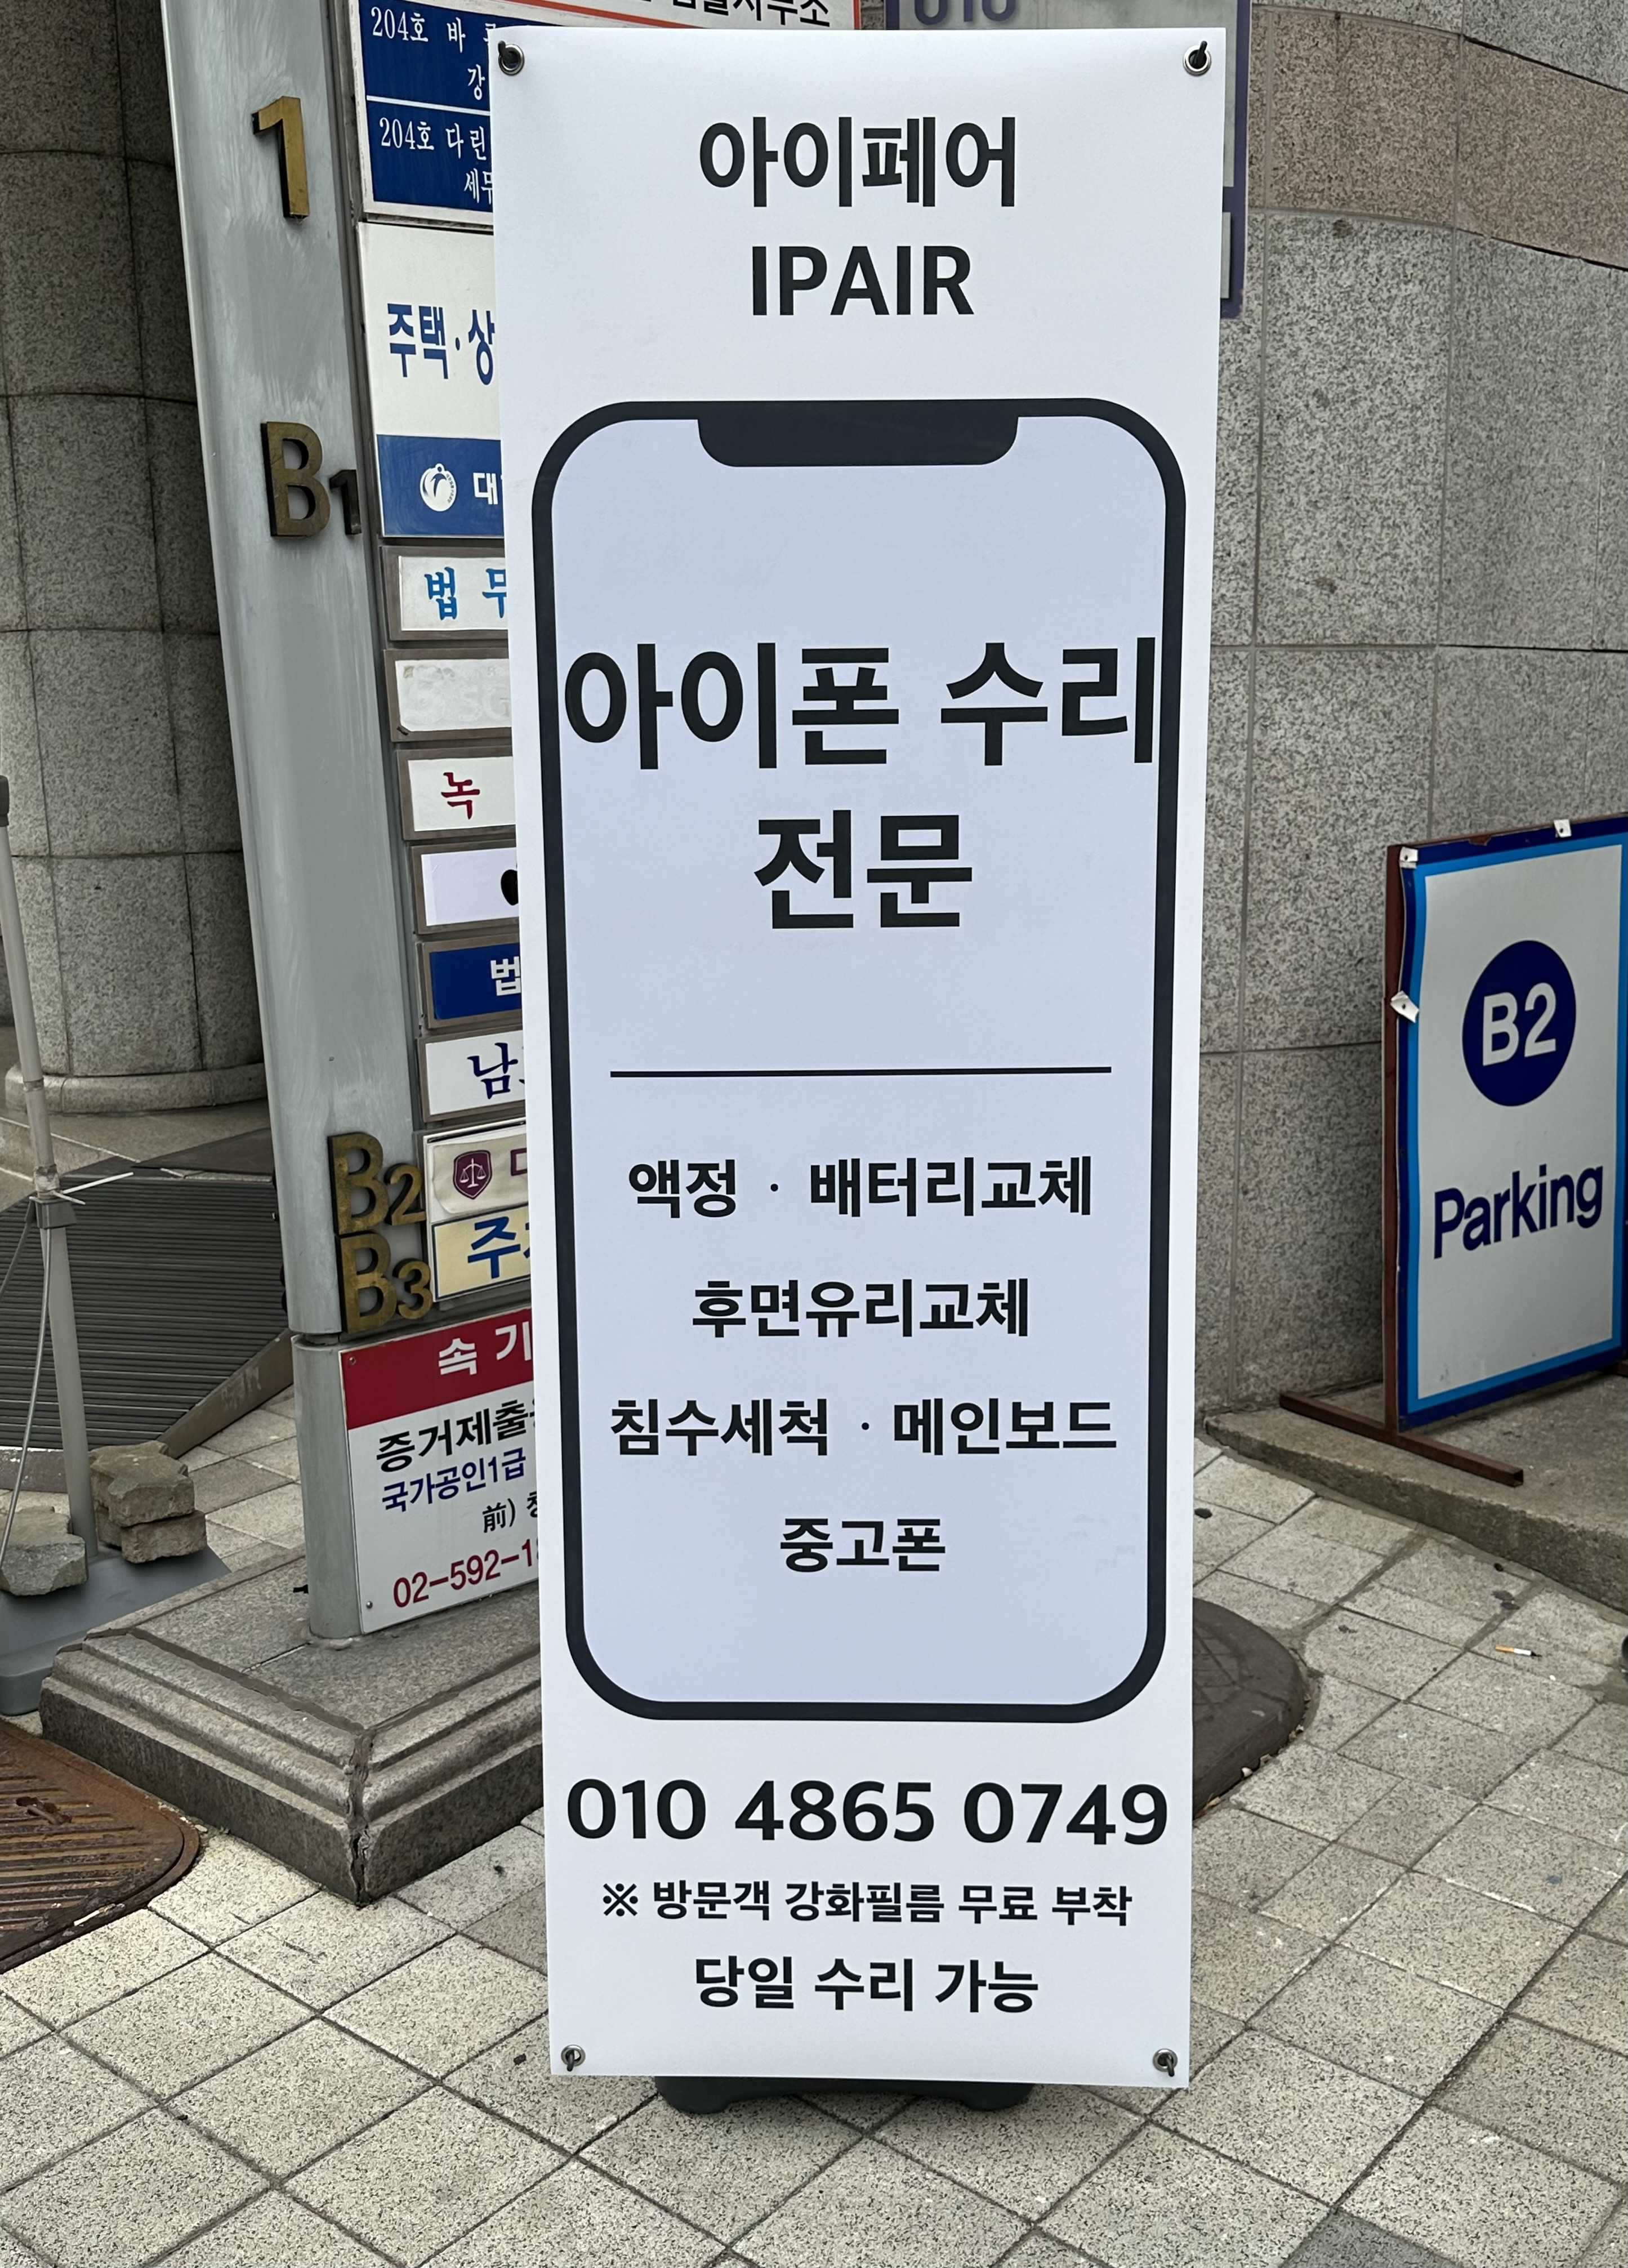 아이페어
IPAIR
아이폰 수리
전문
액정 · 배터리교체
후면유리교체
침수세척 · 메인보드
중고폰
010 4865 0749
※ 방문객 강화필름 무료 부착
당일 수리 가능
204호 바
강
204호 다린
세무
1
주택·상
B1
대
법 무
녹
법
남
B2
B3
속 기
증거제출
국가공인1급
前)
02-592-1
B2
Parking